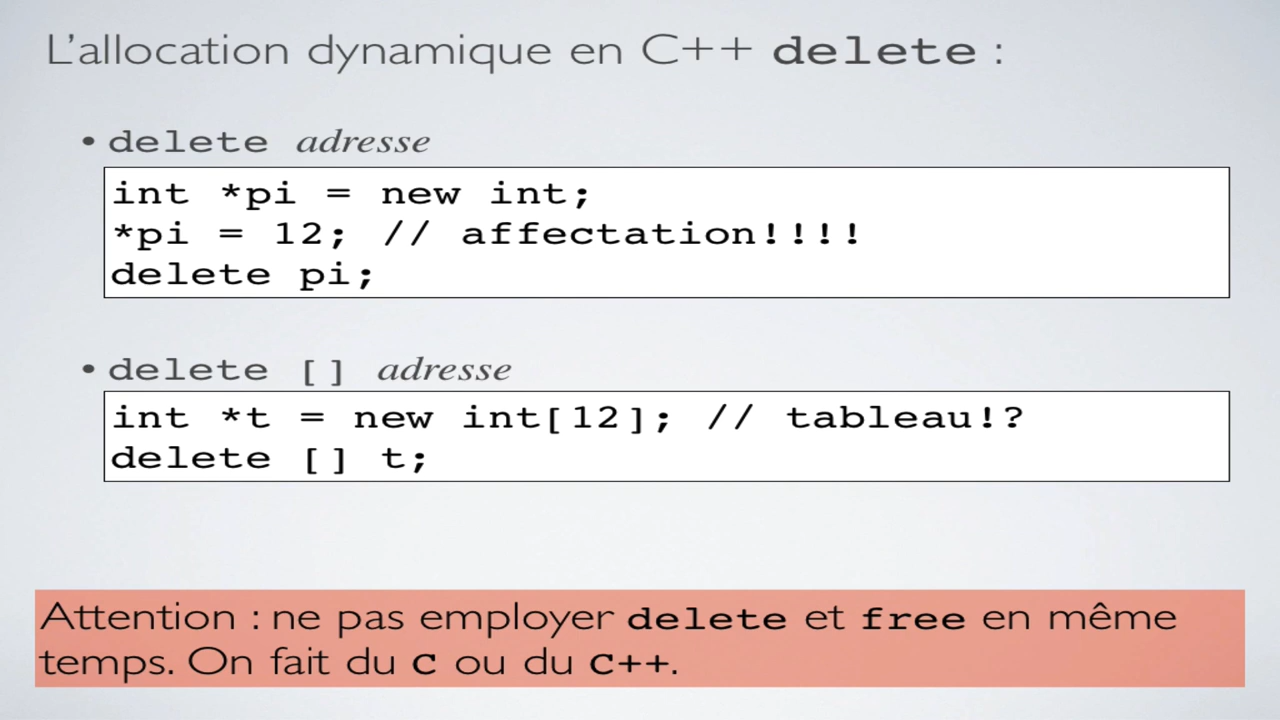 L'allocation dynamique en C++ delete :
• delete adresse
int *pi = new int;
*pi = 12; // affectation!!!!
delete pi;
• delete [] adresse
int *t = new int[12]; // tableau!?
delete [] t;
Attention : ne pas employer delete et free en même
temps. On fait du C ou du C++.